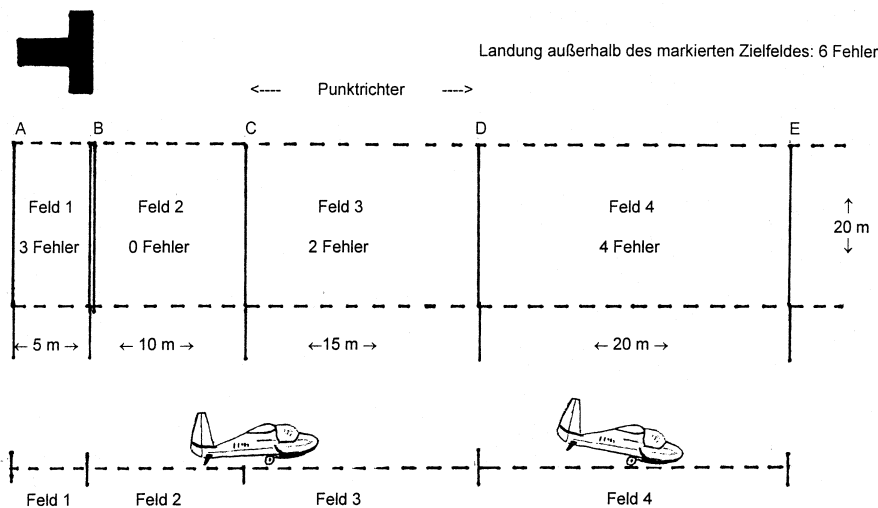 Landung außerhalb des markierten Zielfeldes: 6 Fehler
<---- Punktrichter ---->
A B C D E
Feld 1 Feld 2 Feld 3 Feld 4
3 Fehler 0 Fehler 2 Fehler 4 Fehler
↑
20 m
↓
← 5 m → ← 10 m → ←15 m → ← 20 m →
Feld 1 Feld 2 Feld 3 Feld 4